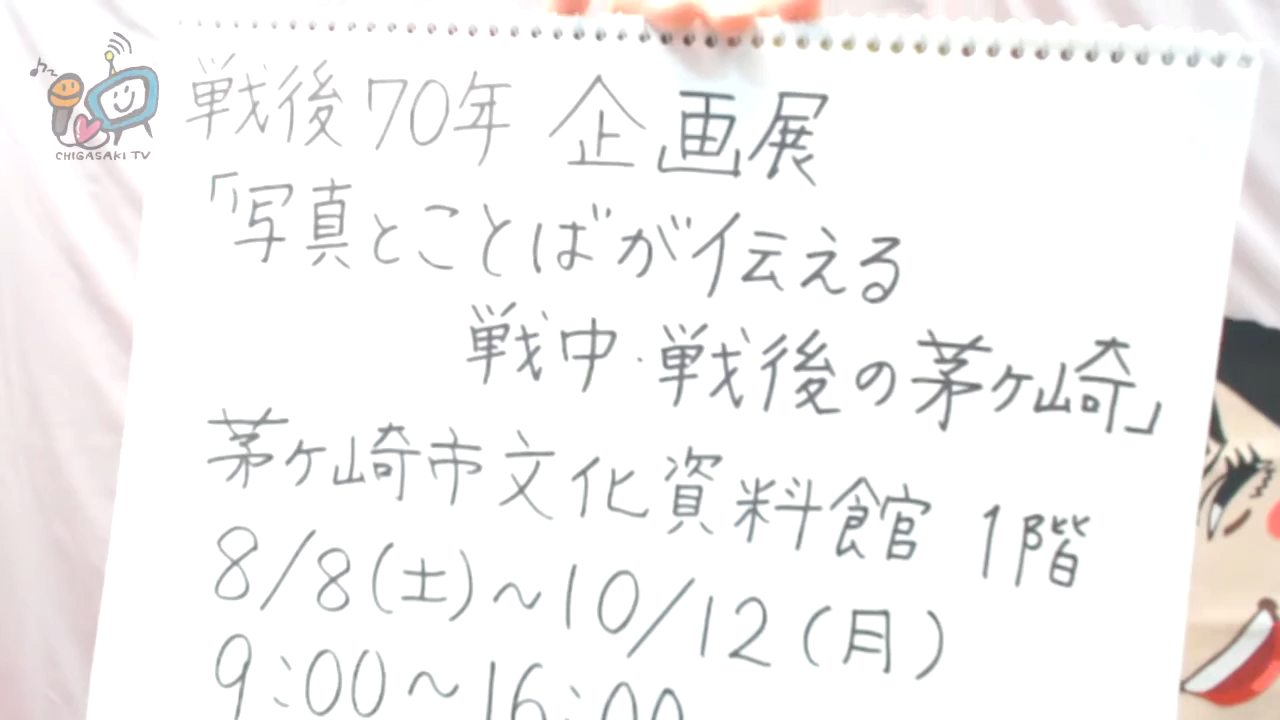 CHIGASAKI TV
戦後70年 企画展
「写真とことばが伝える
戦中・戦後の茅ヶ崎」
茅ヶ崎市文化資料館 1階
8/8(土)～10/12(月)
9:00～16:00